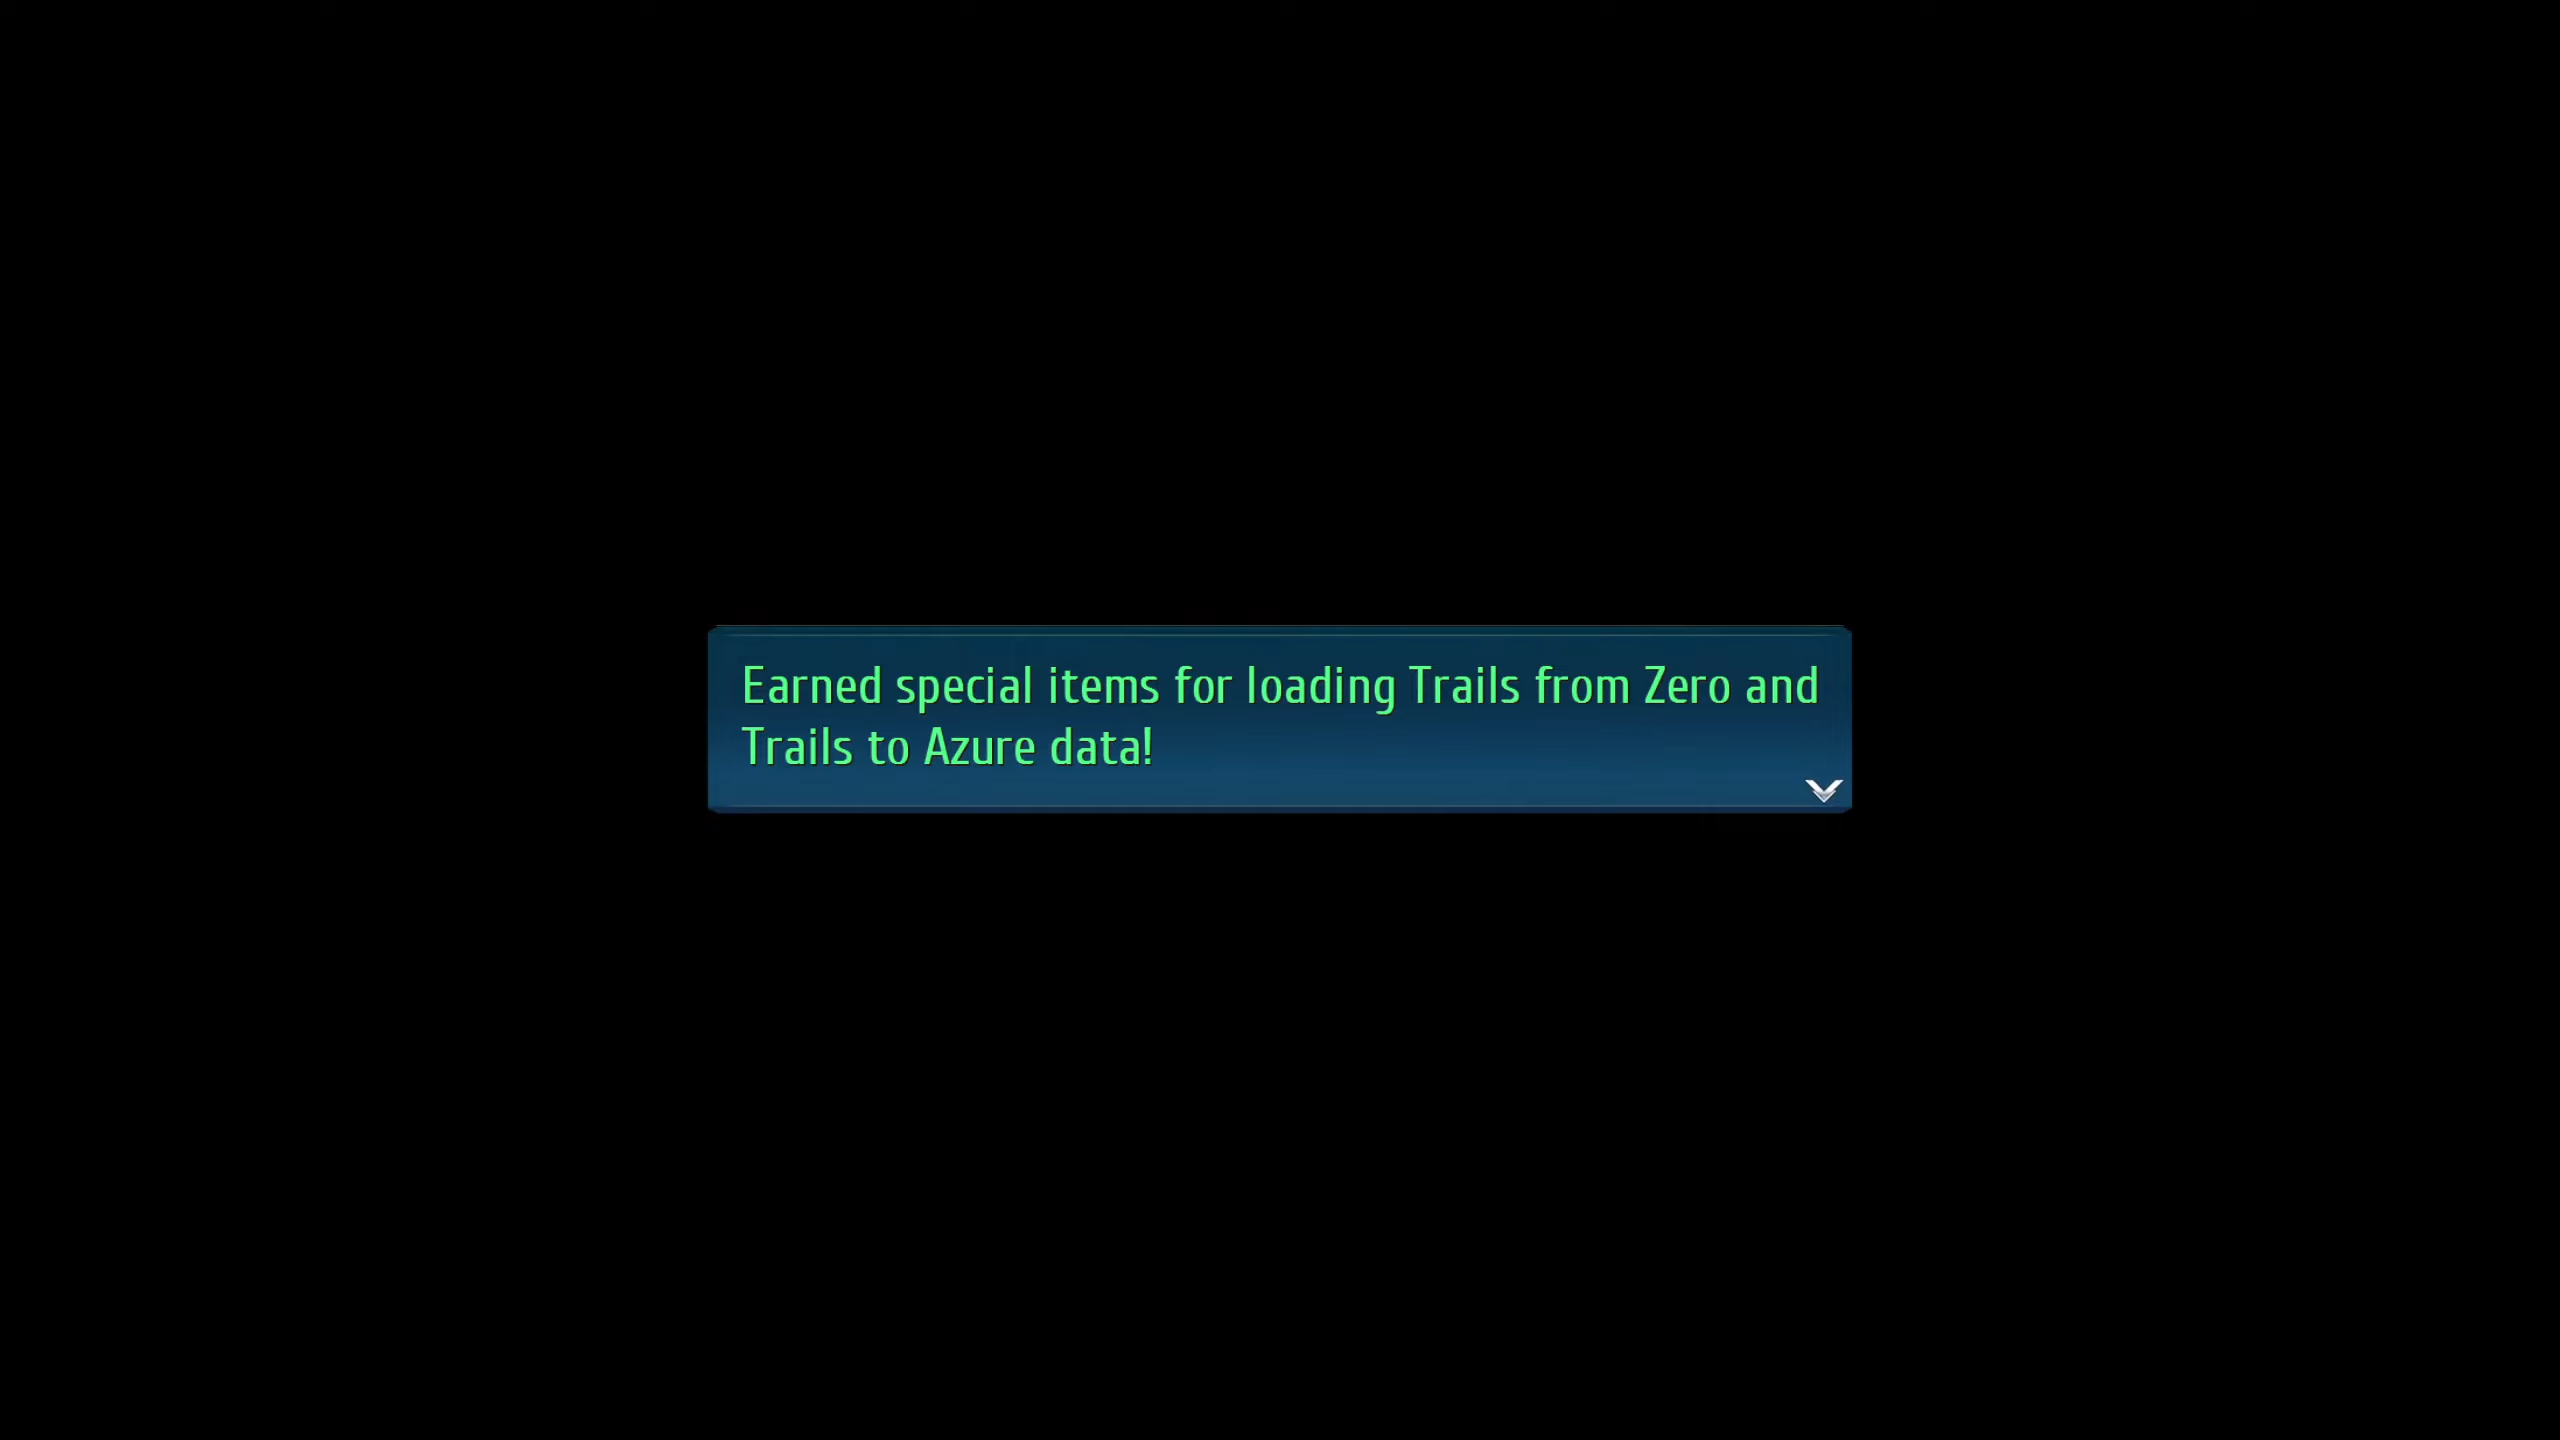 Earned special items for loading Trails from Zero and
Trails to Azure data!